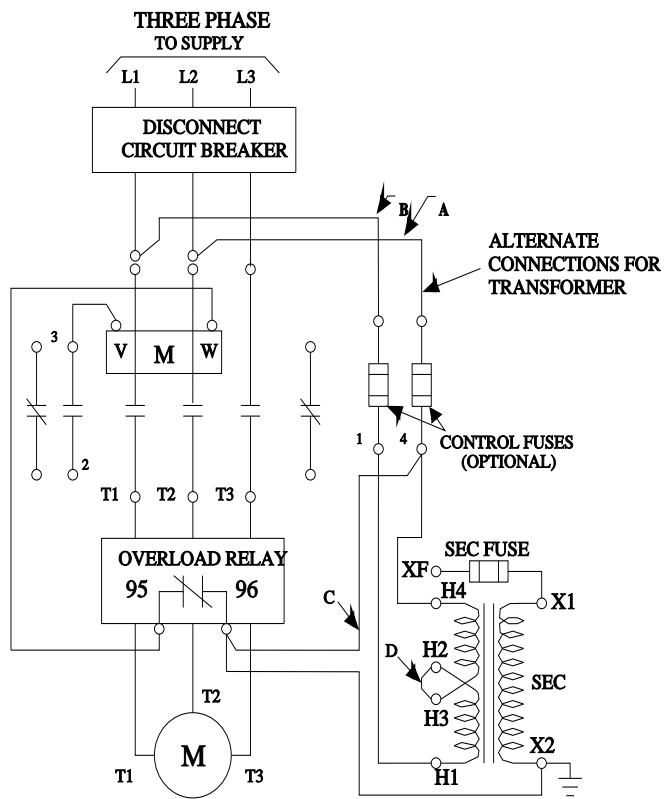 THREE PHASE
TO SUPPLY
L1 L2 L3
DISCONNECT
CIRCUIT BREAKER
B A
ALTERNATE
CONNECTIONS FOR
TRANSFORMER
3
V M W
2
1 4
CONTROL FUSES
(OPTIONAL)
T1 T2 T3
OVERLOAD RELAY
95 96
SEC FUSE
XF
H4
X1
C
D
H2
H3
SEC
X2
H1
T2
M
T1 T3